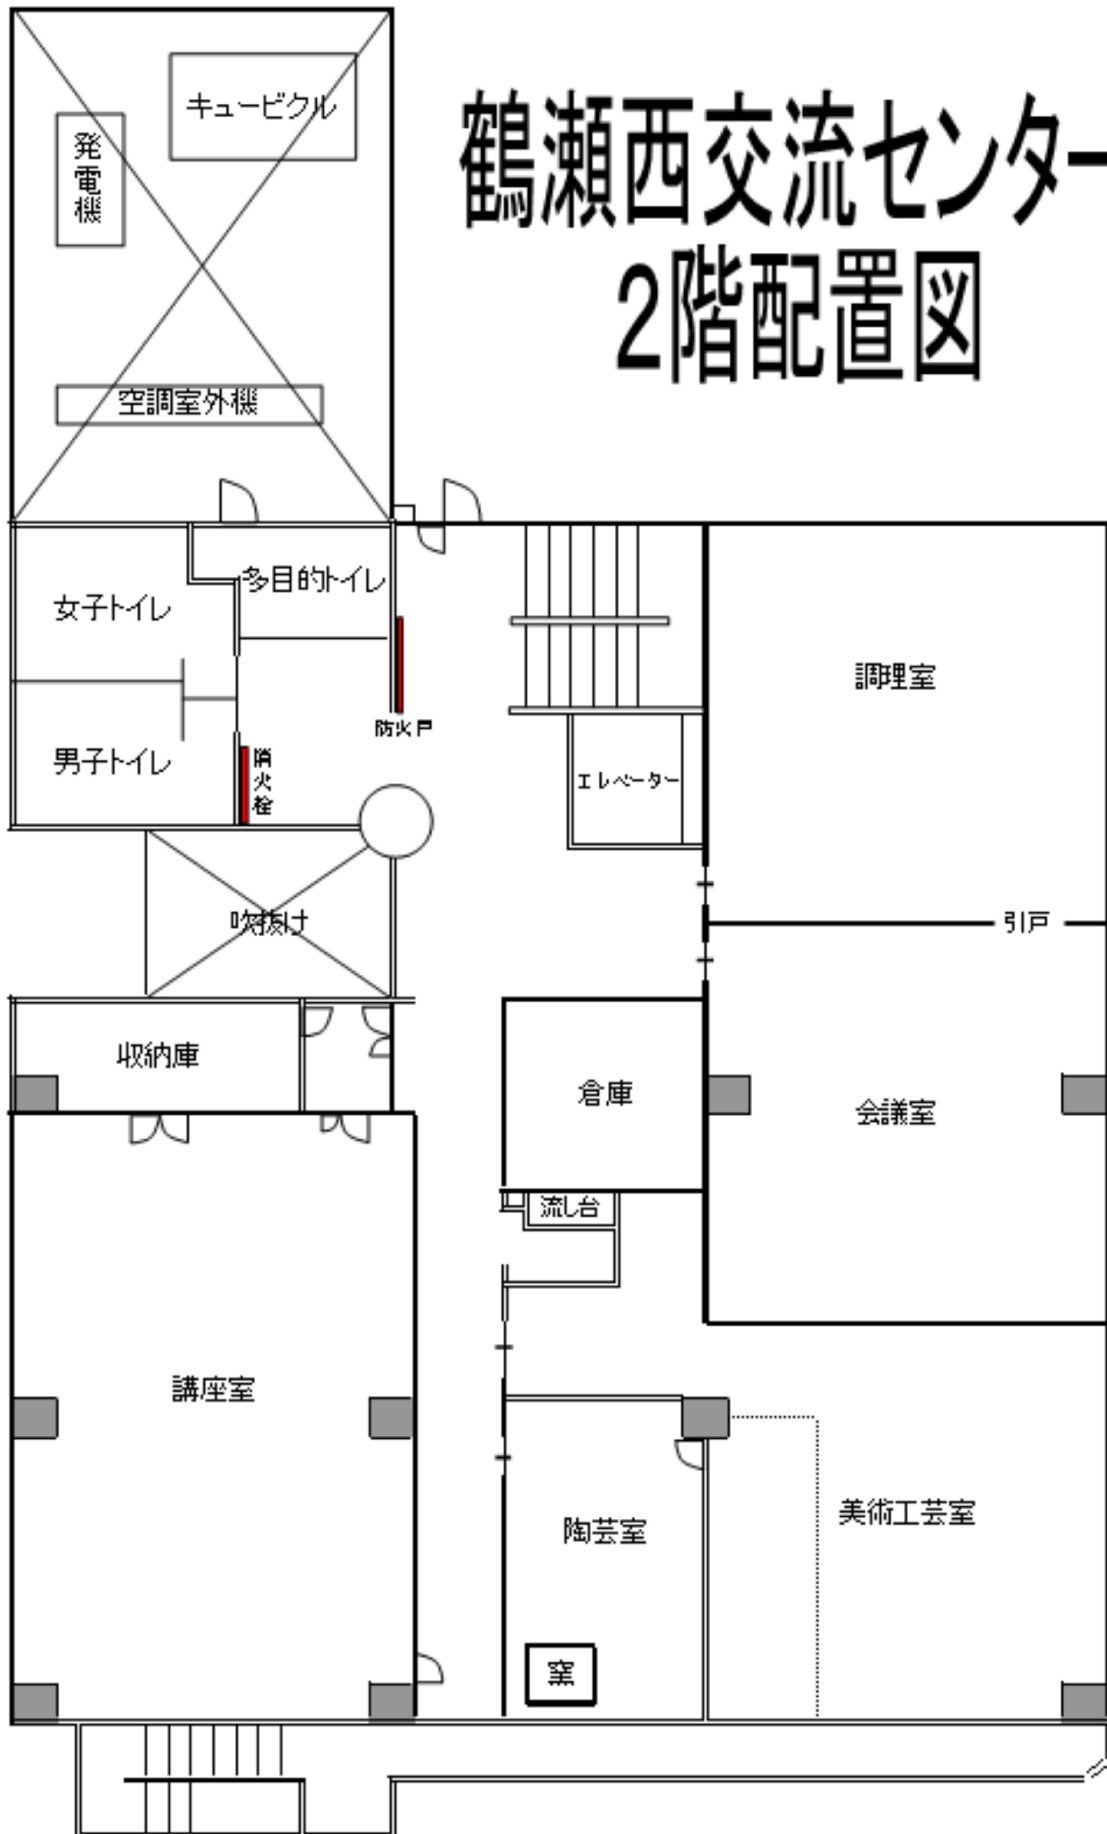 鶴瀬西交流センター
2階配置図
キュービクル
発電機
空調室外機
女子トイレ
多目的トイレ
男子トイレ
防火戸
消火栓
エレベーター
調理室
吹抜け
引戸
収納庫
倉庫
会議室
流し台
講座室
陶芸室
美術工芸室
窯